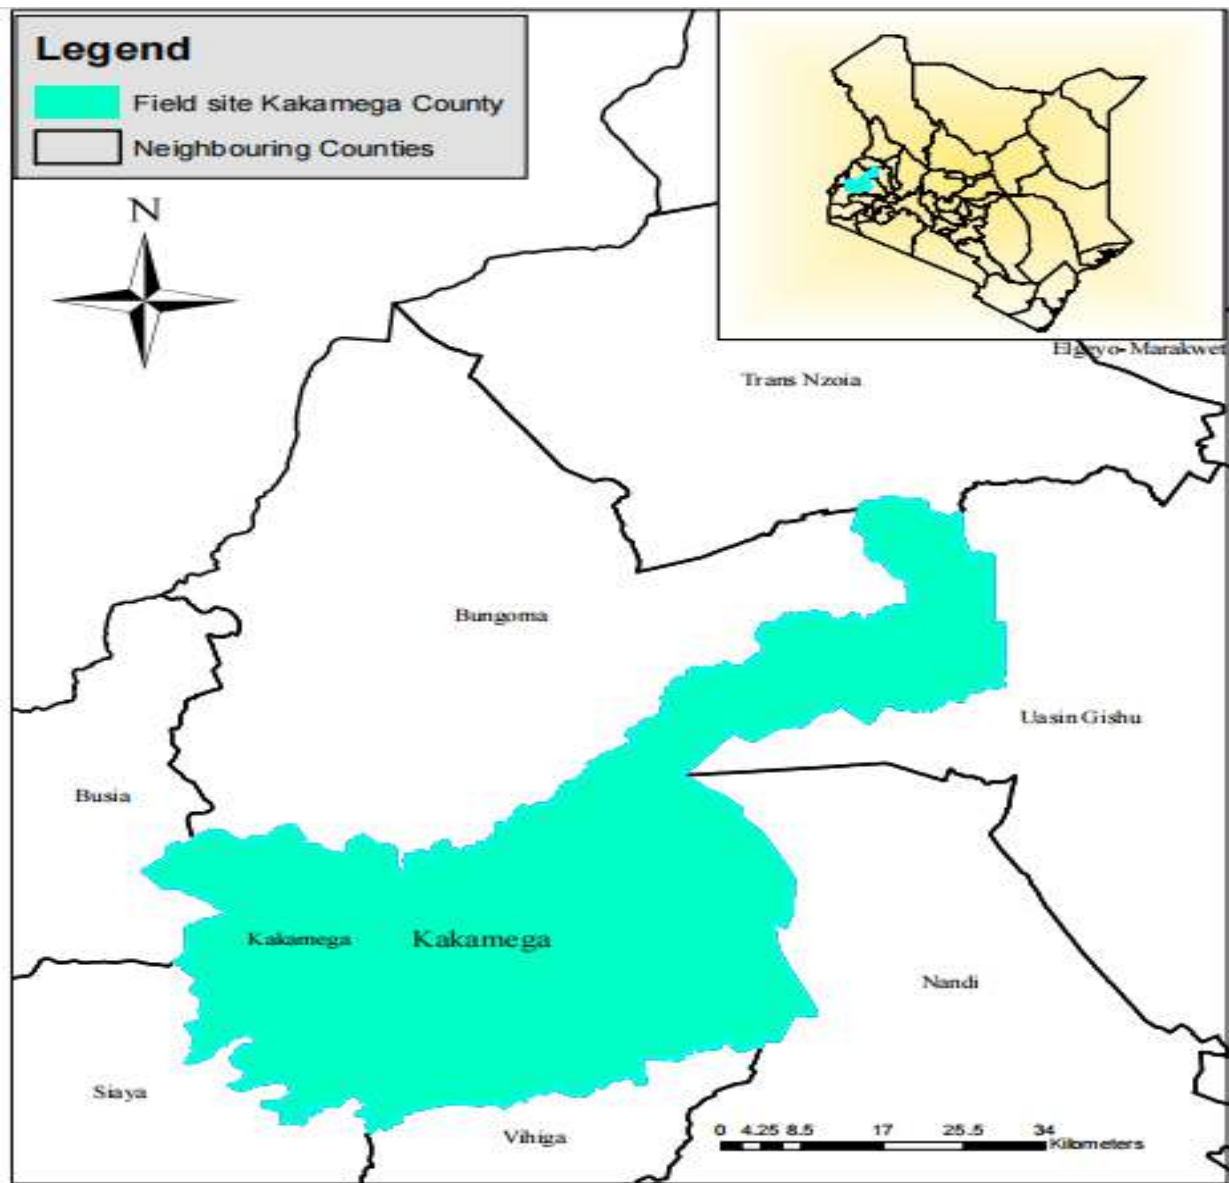 Legend
Field site Kakamega County
Neighbouring Counties
N
Elgeyo-Marakwet
Trans Nzoia
Bungoma
Uasin Gishu
Busia
Kakamega
Kakamega
Nandi
Siaya
Vihiga
0 4.25 8.5 17 25.5 34
Kilometers